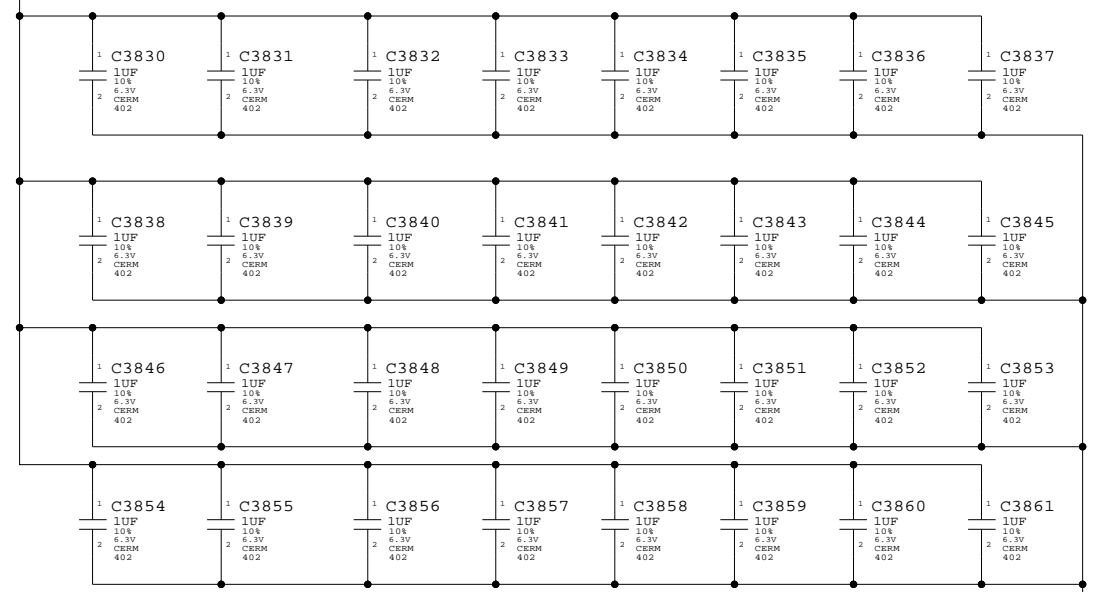 1 C3830 1 C3831 1 C3832 1 C3833 1 C3834 1 C3835 1 C3836 1 C3837
1UF 1UF 1UF 1UF 1UF 1UF 1UF 1UF
10% 10% 10% 10% 10% 10% 10% 10%
6.3V 6.3V 6.3V 6.3V 6.3V 6.3V 6.3V 6.3V
2 CERM 2 CERM 2 CERM 2 CERM 2 CERM 2 CERM 2 CERM 2 CERM
402 402 402 402 402 402 402 402
1 C3838 1 C3839 1 C3840 1 C3841 1 C3842 1 C3843 1 C3844 1 C3845
1UF 1UF 1UF 1UF 1UF 1UF 1UF 1UF
10% 10% 10% 10% 10% 10% 10% 10%
6.3V 6.3V 6.3V 6.3V 6.3V 6.3V 6.3V 6.3V
2 CERM 2 CERM 2 CERM 2 CERM 2 CERM 2 CERM 2 CERM 2 CERM
402 402 402 402 402 402 402 402
1 C3846 1 C3847 1 C3848 1 C3849 1 C3850 1 C3851 1 C3852 1 C3853
1UF 1UF 1UF 1UF 1UF 1UF 1UF 1UF
10% 10% 10% 10% 10% 10% 10% 10%
6.3V 6.3V 6.3V 6.3V 6.3V 6.3V 6.3V 6.3V
2 CERM 2 CERM 2 CERM 2 CERM 2 CERM 2 CERM 2 CERM 2 CERM
402 402 402 402 402 402 402 402
1 C3854 1 C3855 1 C3856 1 C3857 1 C3858 1 C3859 1 C3860 1 C3861
1UF 1UF 1UF 1UF 1UF 1UF 1UF 1UF
10% 10% 10% 10% 10% 10% 10% 10%
6.3V 6.3V 6.3V 6.3V 6.3V 6.3V 6.3V 6.3V
2 CERM 2 CERM 2 CERM 2 CERM 2 CERM 2 CERM 2 CERM 2 CERM
402 402 402 402 402 402 402 402